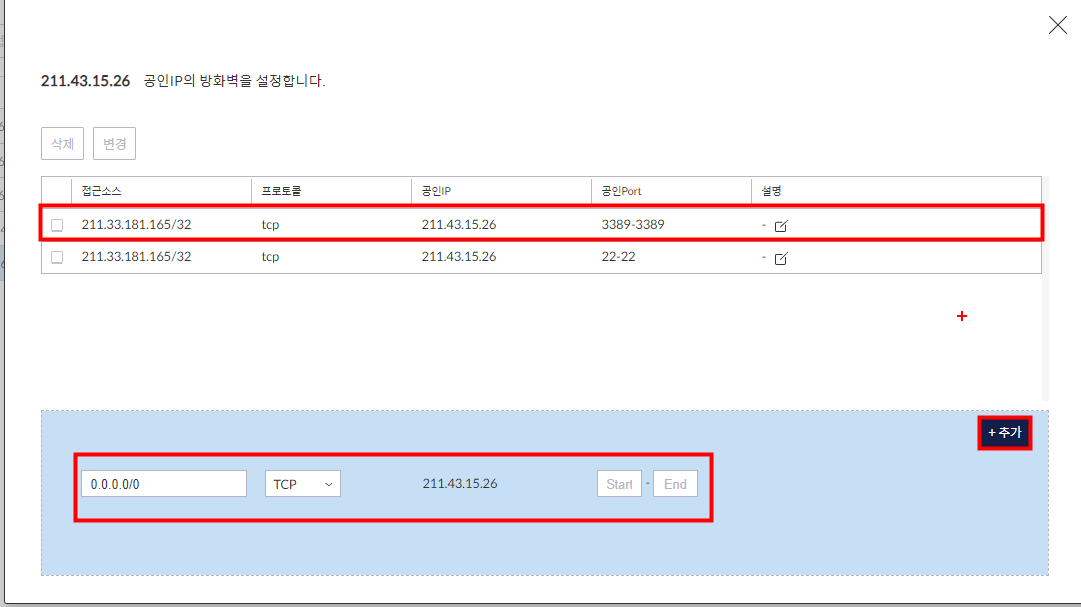 211.43.15.26 공인IP의 방화벽을 설정합니다.
삭제 변경
접근소스 프로토콜 공인IP 공인Port 설명
211.33.181.165/32 tcp 211.43.15.26 3389-3389 -
211.33.181.165/32 tcp 211.43.15.26 22-22 -
+ 추가
0.0.0.0/0 TCP 211.43.15.26 Start - End